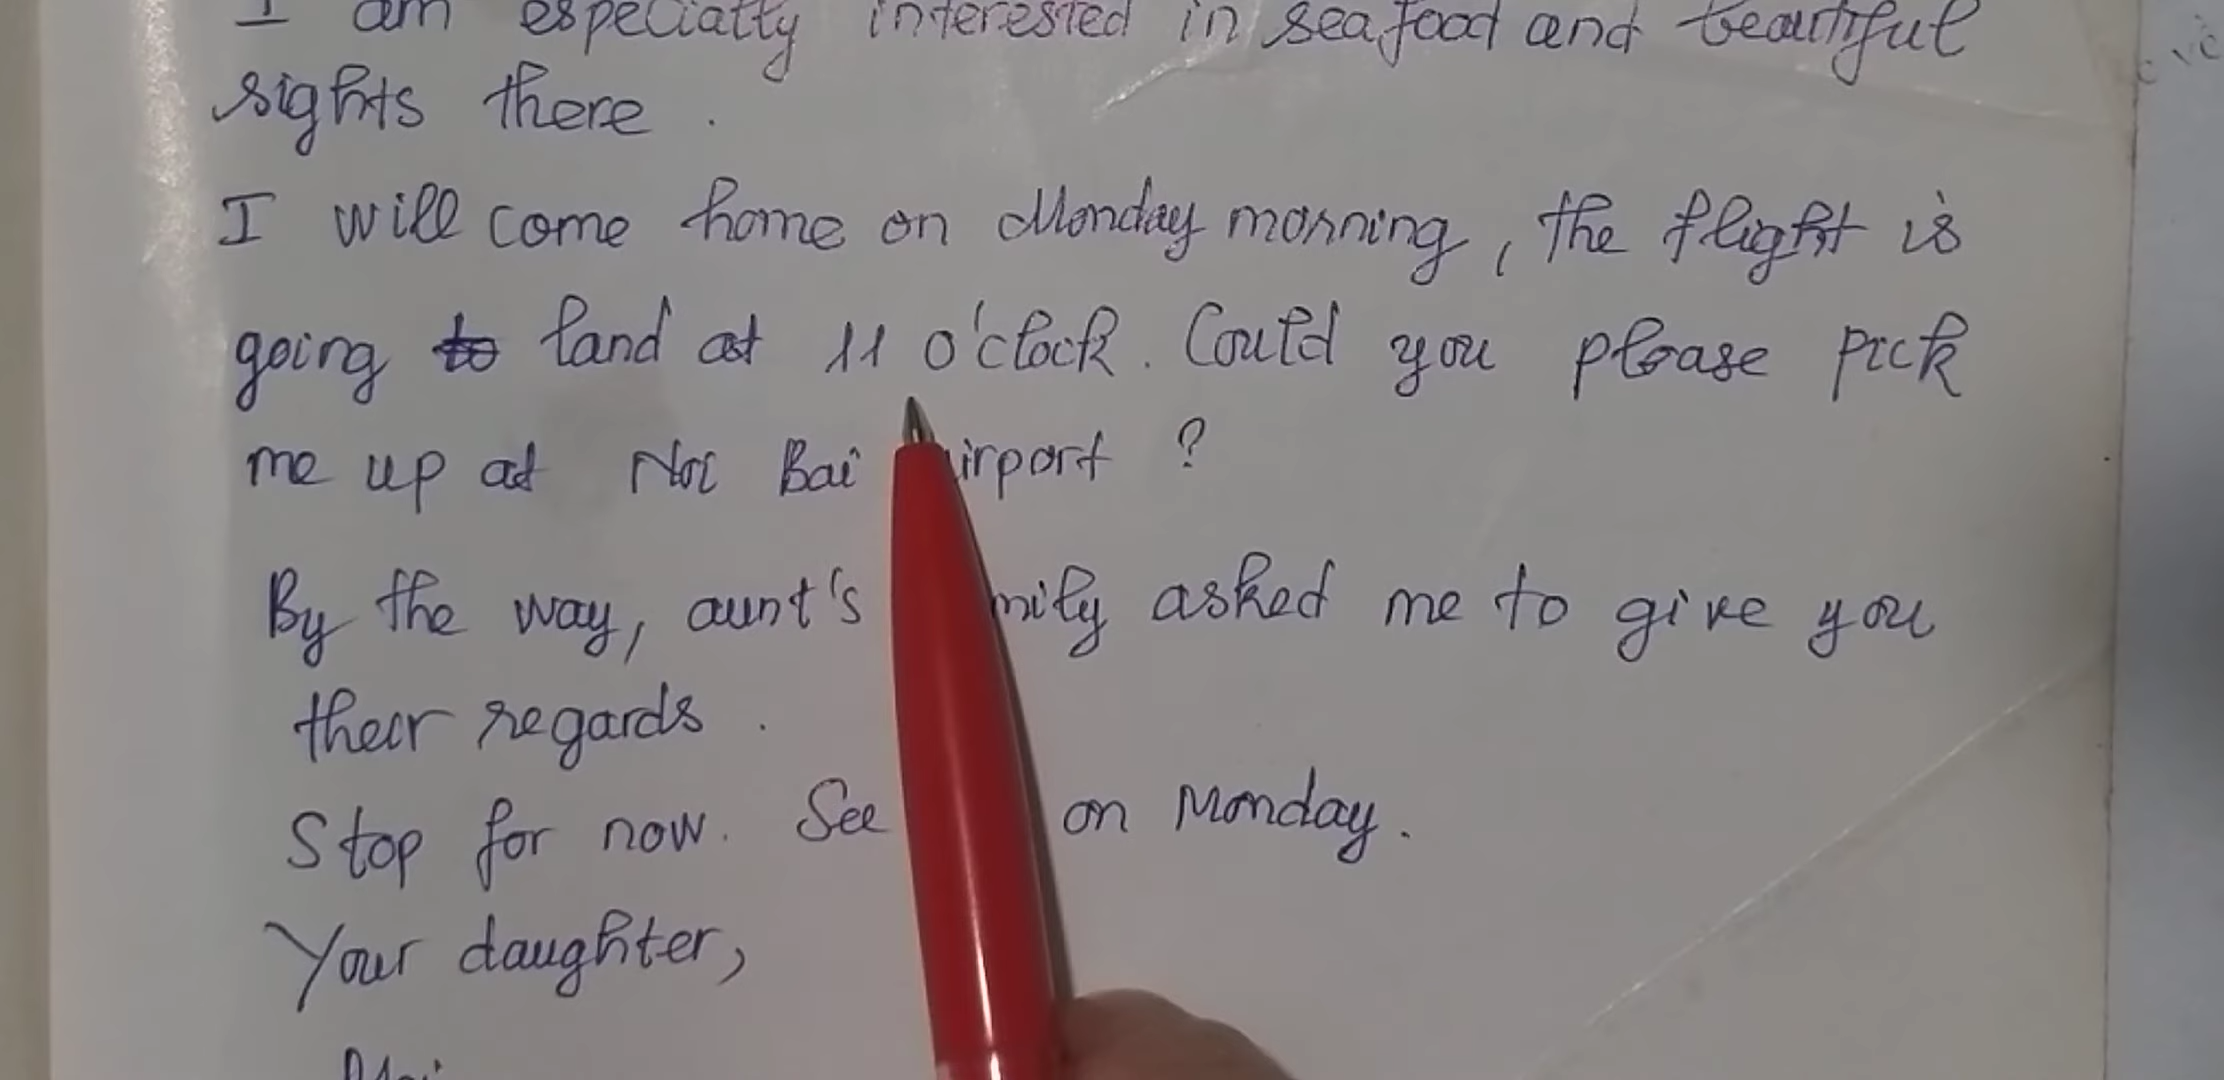 I am especially interested in seafood and beautiful
sights there .
I will come home on Monday morning, the flight is
going to land at 11 o'clock. Could you please pick
me up at Noi Bai irport ?
By the way, aunt's mily asked me to give you
their regards .
Stop for now. See on Monday.
Your daughter,